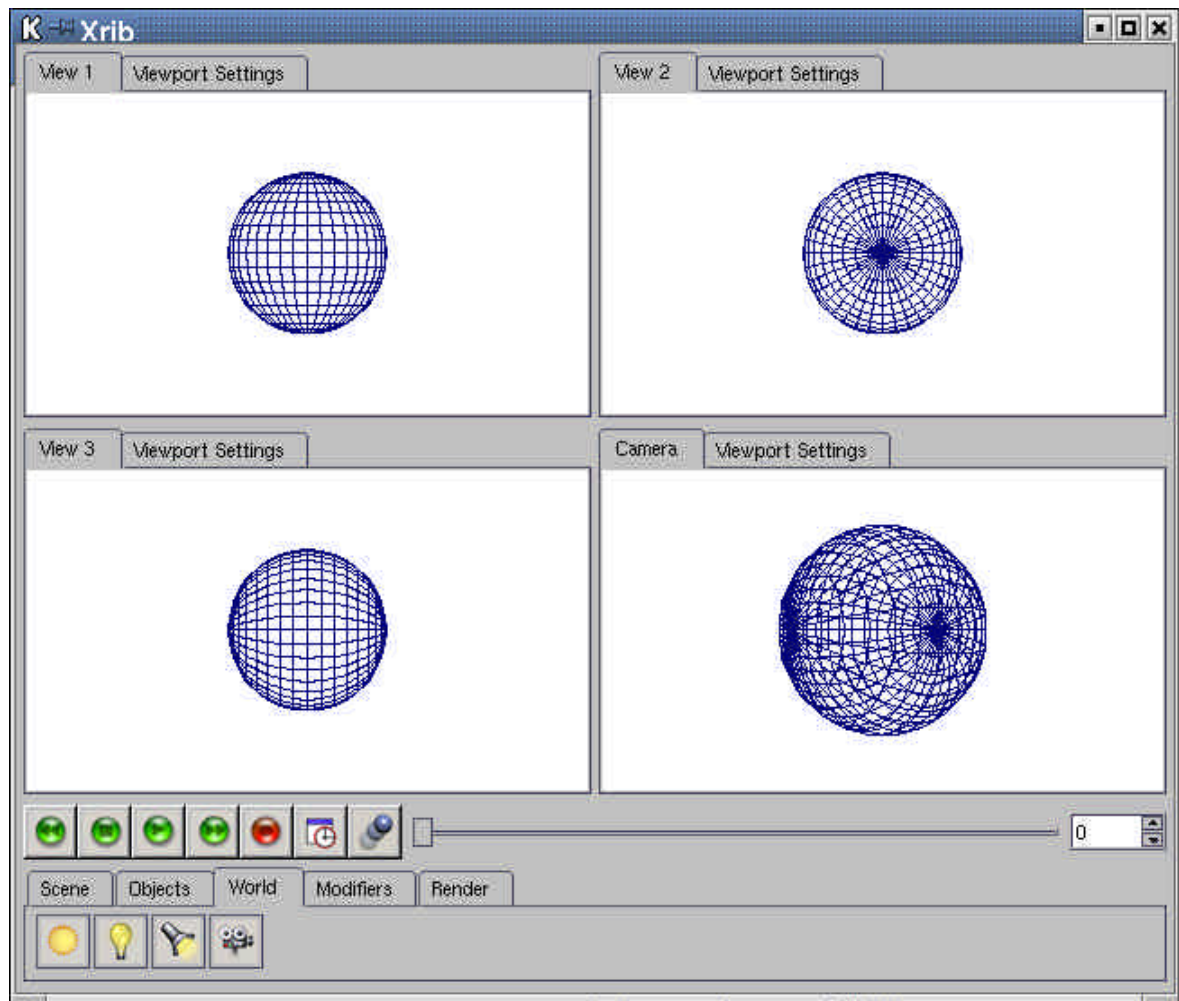 Xrib
View 1 Viewport Settings
View 2 Viewport Settings
View 3 Viewport Settings
Camera Viewport Settings
0
Scene Objects World Modifiers Render